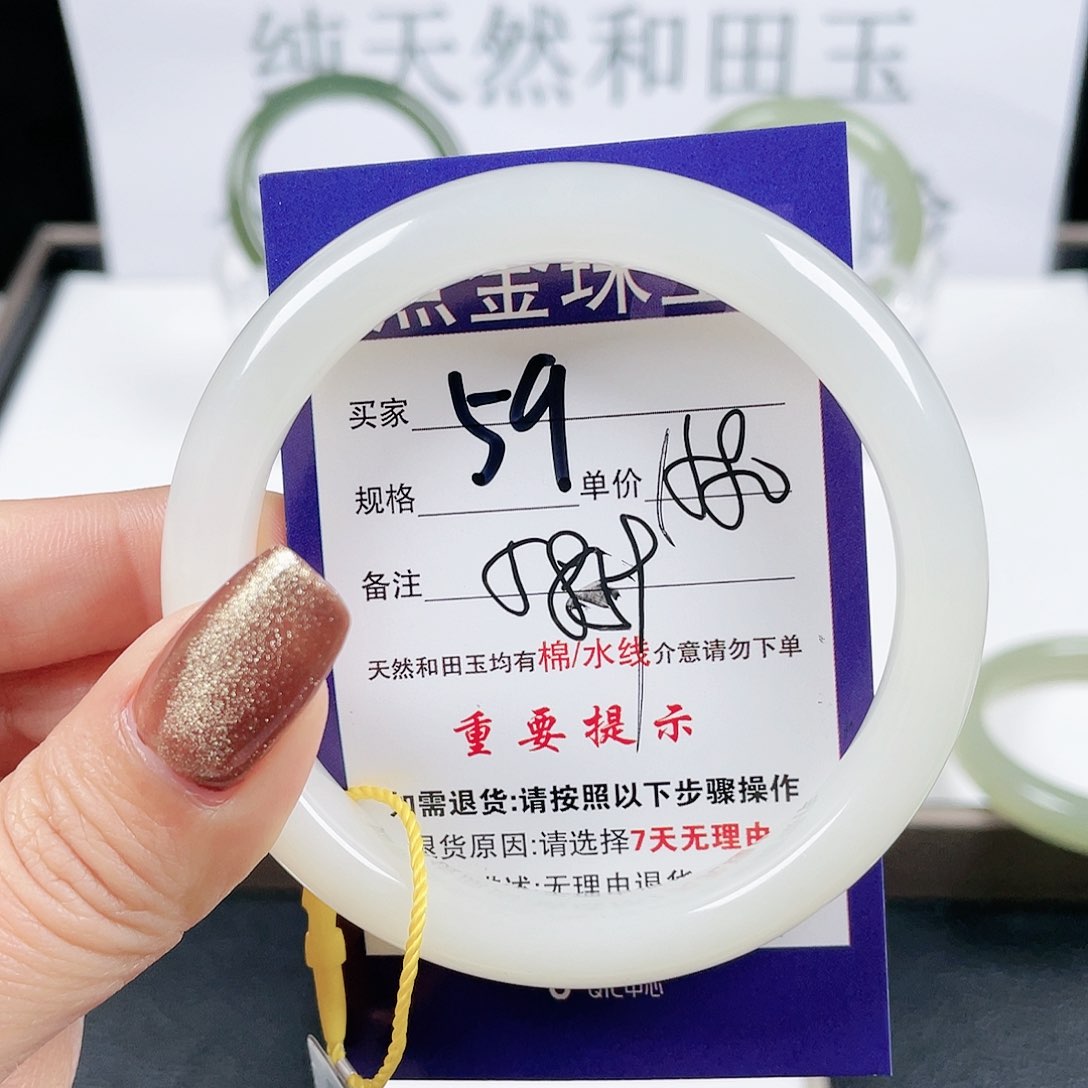 纯天然和田玉
金珠
买家 59
规格 单价
备注
天然和田玉均有棉/水线介意请勿下单
重要提示
如需退货:请按照以下步骤操作
退货原因:请选择7天无理由
述:无理由退货
中心